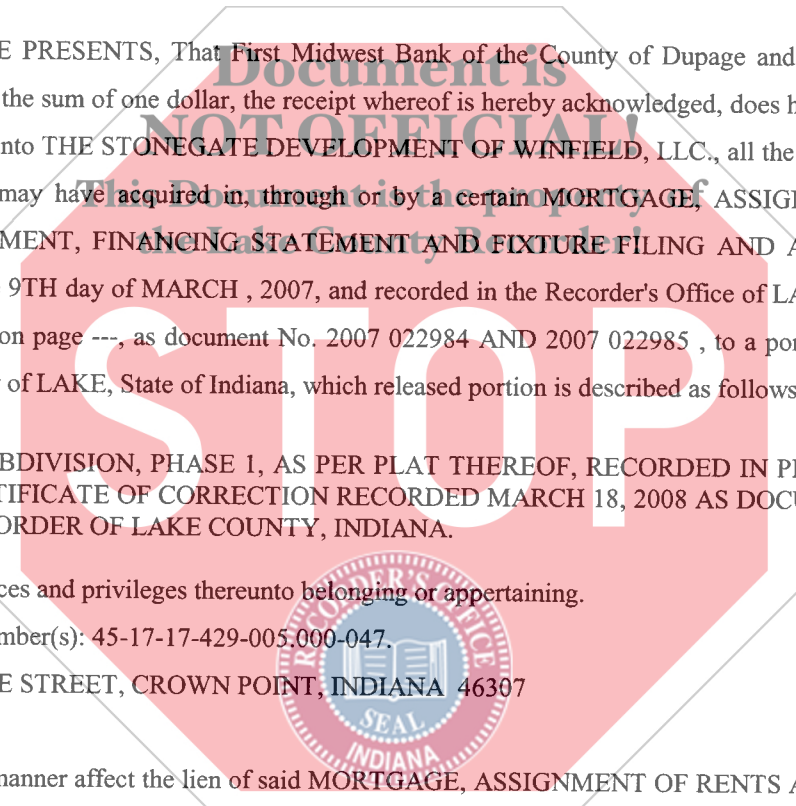 E PRESENTS, That First Midwest Bank of the County of Dupage and
Document is
the sum of one dollar, the receipt whereof is hereby acknowledged, does h
NOT OFFICIAL!
nto THE STONEGATE DEVELOPMENT OF WINFIELD, LLC., all the
This Document is the property of
may have acquired in, through or by a certain MORTGAGE, ASSIG
the Lake County Recorder!
MENT, FINANCING STATEMENT AND FIXTURE FILING AND A
9TH day of MARCH , 2007, and recorded in the Recorder's Office of LA
on page ---, as document No. 2007 022984 AND 2007 022985 , to a por
of LAKE, State of Indiana, which released portion is described as follows
STOP
BDIVISION, PHASE 1, AS PER PLAT THEREOF, RECORDED IN P
TIFICATE OF CORRECTION RECORDED MARCH 18, 2008 AS DOCU
ORDER OF LAKE COUNTY, INDIANA.
ces and privileges thereunto belonging or appertaining.
mber(s): 45-17-17-429-005.000-047.
E STREET, CROWN POINT, INDIANA 46307
RECORDER'S OFFICE
SEAL
INDIANA
manner affect the lien of said MORTGAGE, ASSIGNMENT OF RENTS A